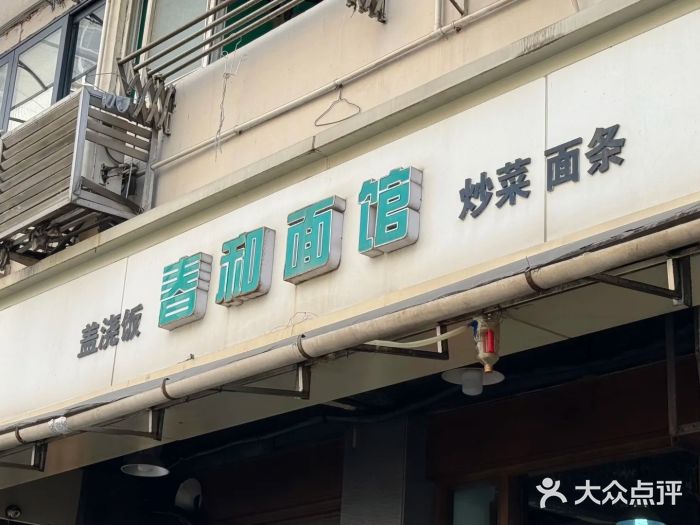 盖浇饭 春和面馆 炒菜 面条
大众点评